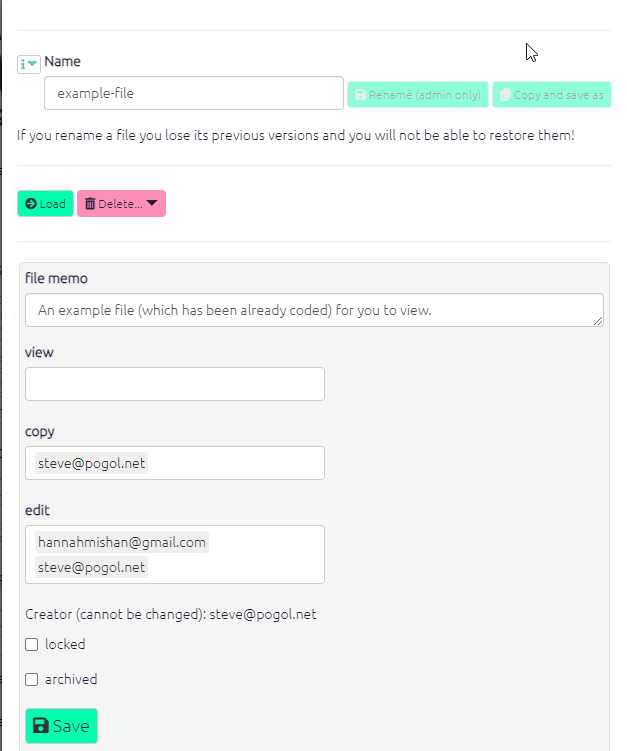 Name
example-file
Rename (admin only) Copy and save as
If you rename a file you lose its previous versions and you will not be able to restore them!
Load Delete...
file memo
An example file (which has been already coded) for you to view.
view
copy
steve@pogol.net
edit
hannahmishan@gmail.com
steve@pogol.net
Creator (cannot be changed): steve@pogol.net
locked
archived
Save